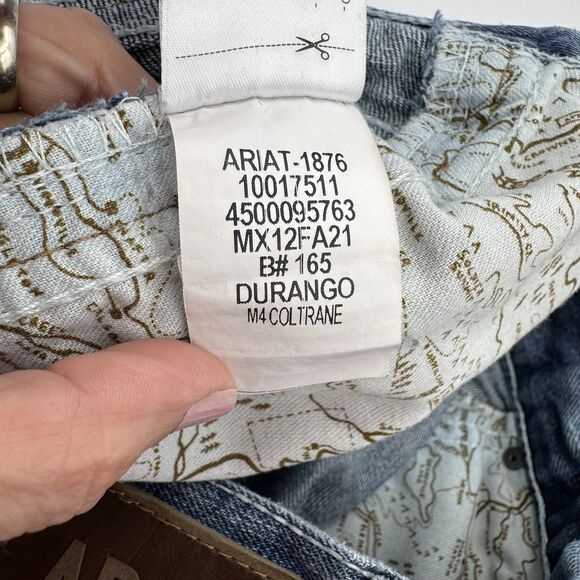 ARIAT-1876
10017511
4500095763
MX12FA21
B# 165
DURANGO
M4 COLTRANE